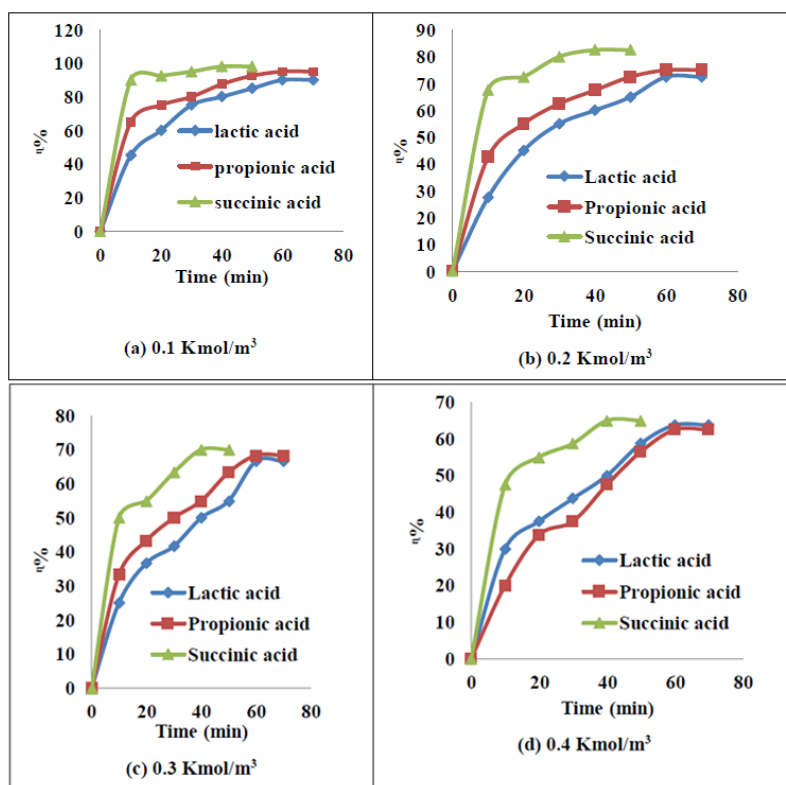 120
100
80
60
40
20
0
η%
lactic acid
propionic acid
succinic acid
0 20 40 60 80
Time (min)
(a) 0.1 Kmol/m³
90
80
70
60
50
40
30
20
10
0
η%
Lactic acid
Propionic acid
Succinic acid
0 20 40 60 80
Time (min)
(b) 0.2 Kmol/m³
80
70
60
50
40
30
20
10
0
η%
Lactic acid
Propionic acid
Succinic acid
0 20 40 60 80
Time (min)
(c) 0.3 Kmol/m³
70
60
50
40
30
20
10
0
η%
Lactic acid
Propionic acid
Succinic acid
0 20 40 60 80
Time (min)
(d) 0.4 Kmol/m³